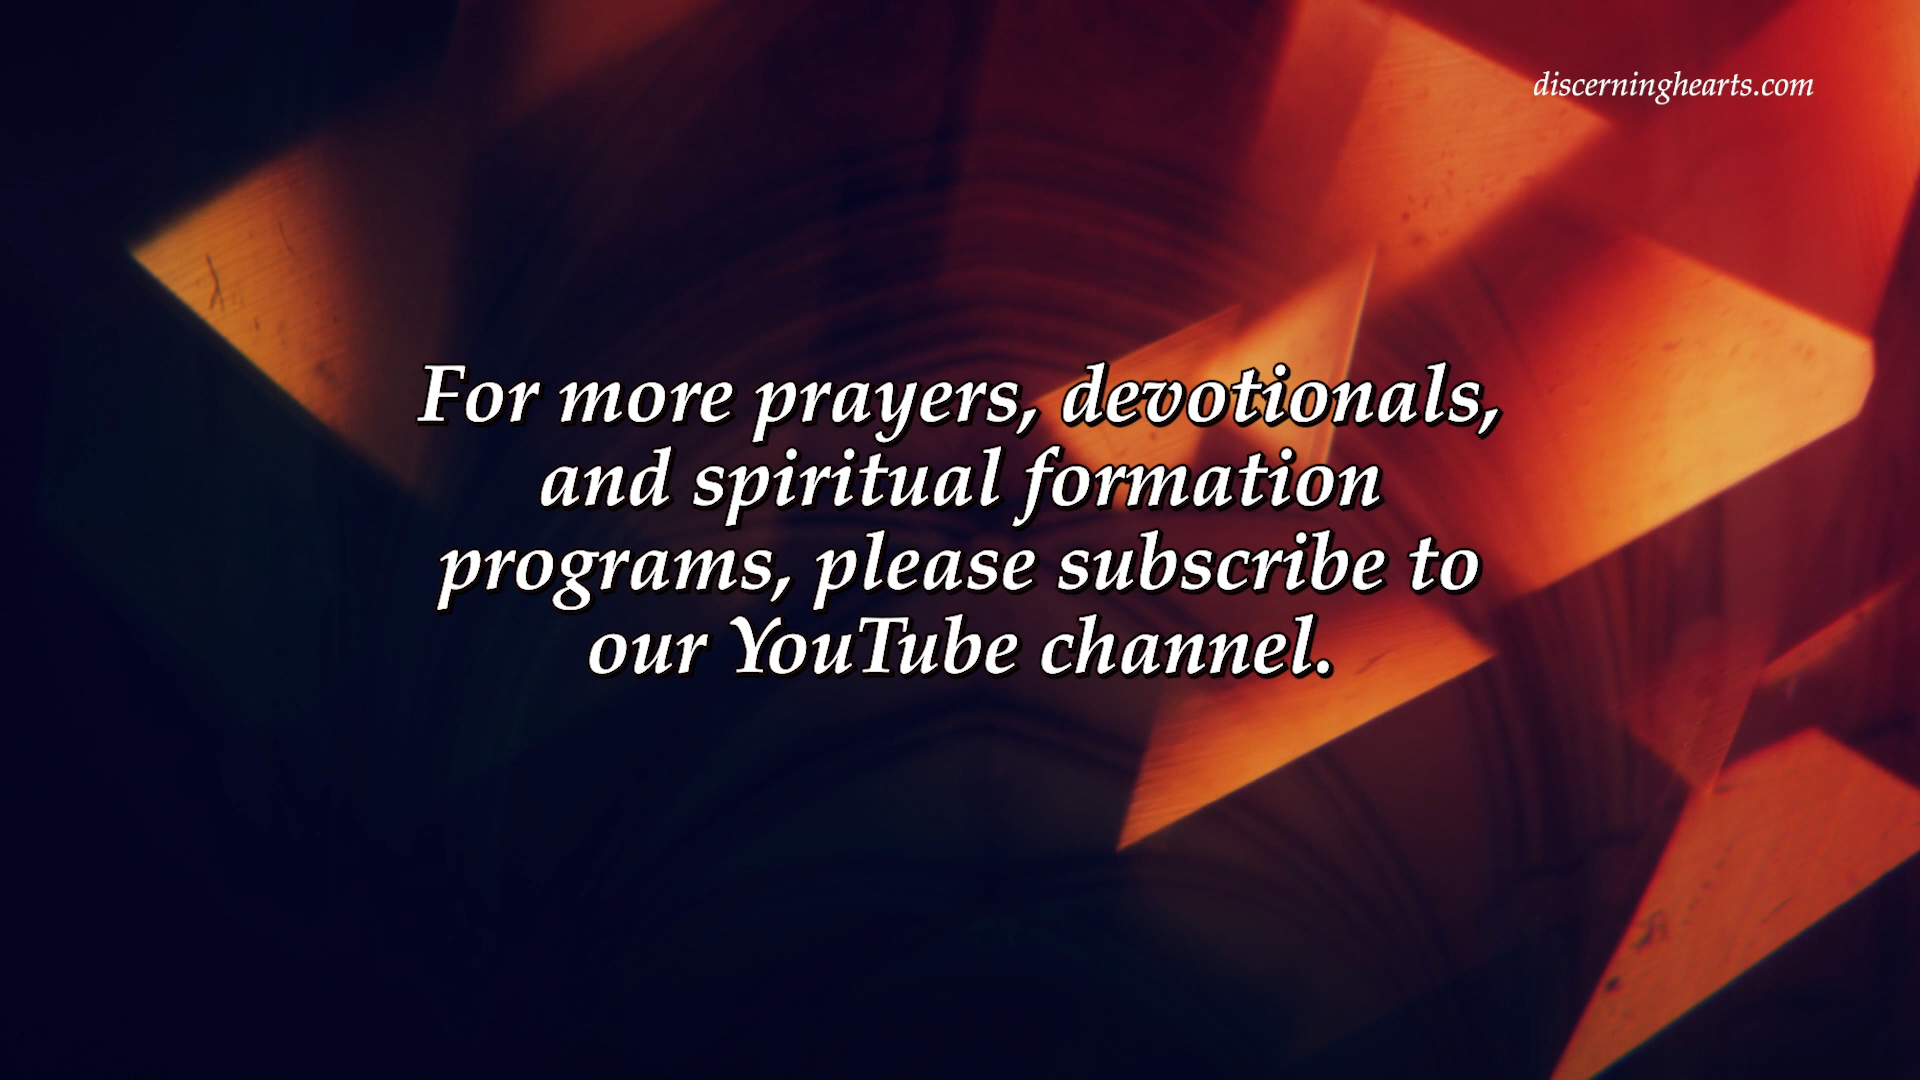 discerninghearts.com
For more prayers, devotionals,
and spiritual formation
programs, please subscribe to
our YouTube channel.